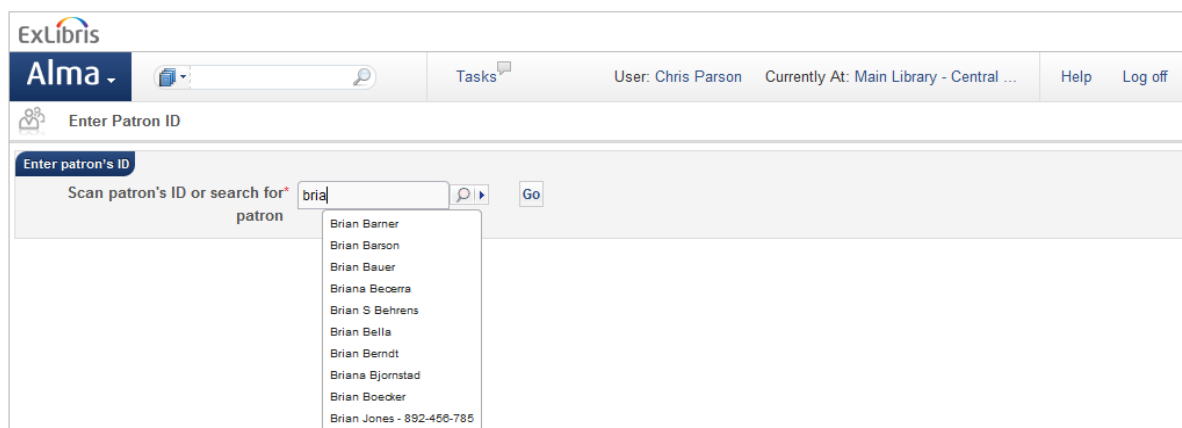 ExLibris
Alma Tasks User: Chris Parson Currently At: Main Library - Central ... Help Log off
Enter Patron ID
Enter patron's ID
Scan patron's ID or search for* bria Go
patron
Brian Barner
Brian Barson
Brian Bauer
Briana Becerra
Brian S Behrens
Brian Bella
Brian Berndt
Briana Bjornstad
Brian Boecker
Brian Jones - 892-456-785